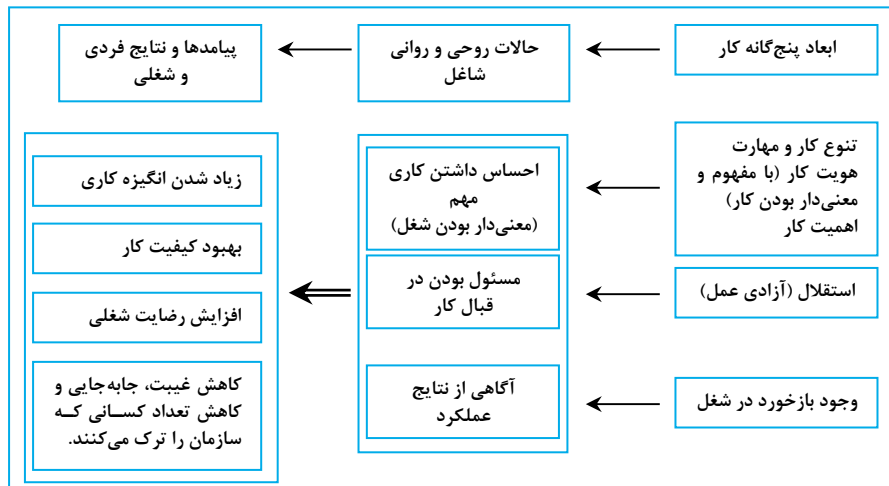 ابعاد پنج‌گانه کار
حالات روحی و روانی
شاغل
پیامدها و نتایج فردی
و شغلی
تنوع کار و مهارت
هویت کار (با مفهوم و
معنی‌دار بودن کار)
اهمیت کار
استقلال (آزادی عمل)
وجود بازخورد در شغل
احساس داشتن کاری
مهم
(معنی‌دار بودن شغل)
مسئول بودن در
قبال کار
آگاهی از نتایج
عملکرد
زیاد شدن انگیزه کاری
بهبود کیفیت کار
افزایش رضایت شغلی
کاهش غیبت، جابه‌جایی و
کاهش تعداد کسـانی کـه
سازمان را ترک می‌کنند.